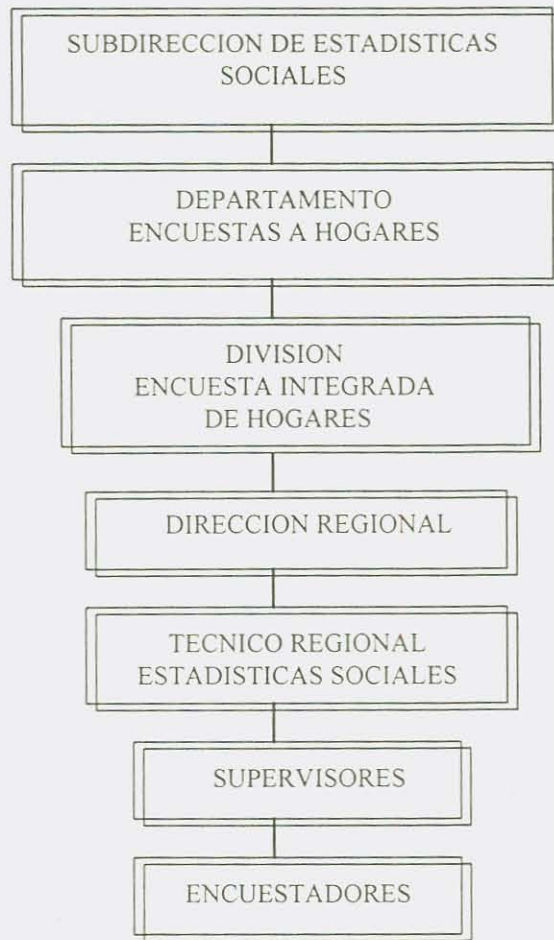 SUBDIRECCION DE ESTADISTICAS
SOCIALES
DEPARTAMENTO
ENCUESTAS A HOGARES
DIVISION
ENCUESTA INTEGRADA
DE HOGARES
DIRECCION REGIONAL
TECNICO REGIONAL
ESTADISTICAS SOCIALES
SUPERVISORES
ENCUESTADORES